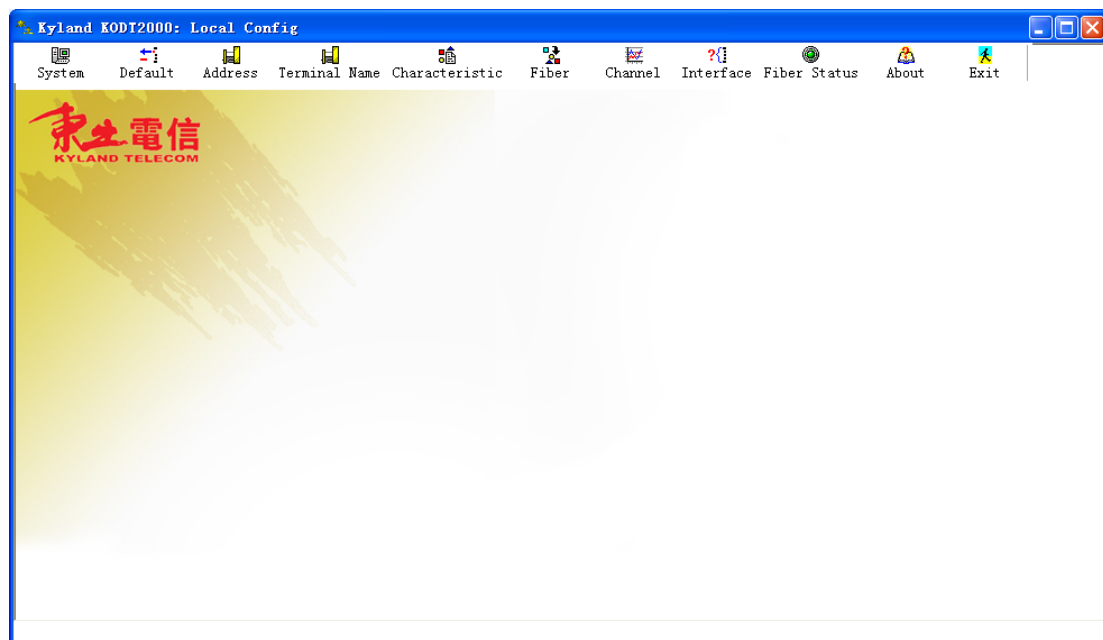 Kyland KODT2000: Local Config
System Default Address Terminal Name Characteristic Fiber Channel Interface Fiber Status About Exit
東土電信
KYLAND TELECOM